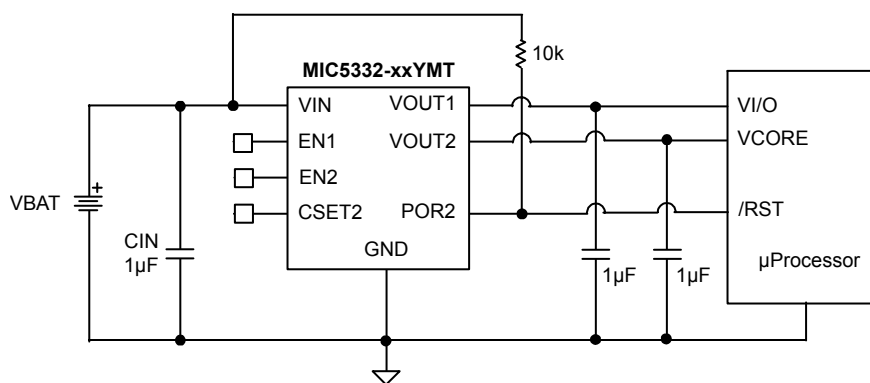 10k
MIC5332-xxYMT
VIN
VOUT1
VI/O
EN1
VOUT2
VCORE
EN2
VBAT
+
CSET2
POR2
/RST
GND
CIN
1µF
1µF
1µF
µProcessor